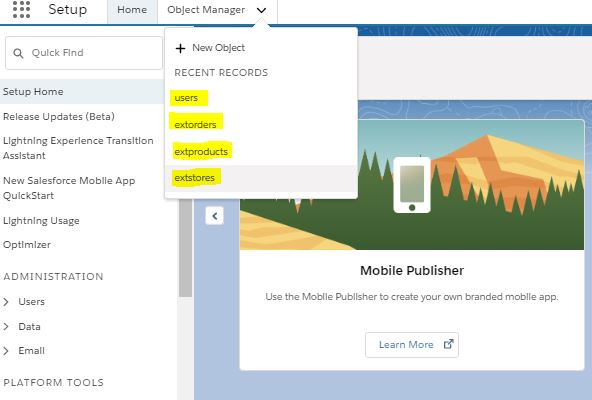 Setup
Home
Object Manager
New Object
RECENT RECORDS
users
extorders
extproducts
extstores
Quick Find
Setup Home
Release Updates (Beta)
Lightning Experience Transition
Assistant
New Salesforce Mobile App
QuickStart
Lightning Usage
Optimizer
ADMINISTRATION
Users
Data
Email
PLATFORM TOOLS
Mobile Publisher
Use the Mobile Publisher to create your own branded mobile app.
Learn More